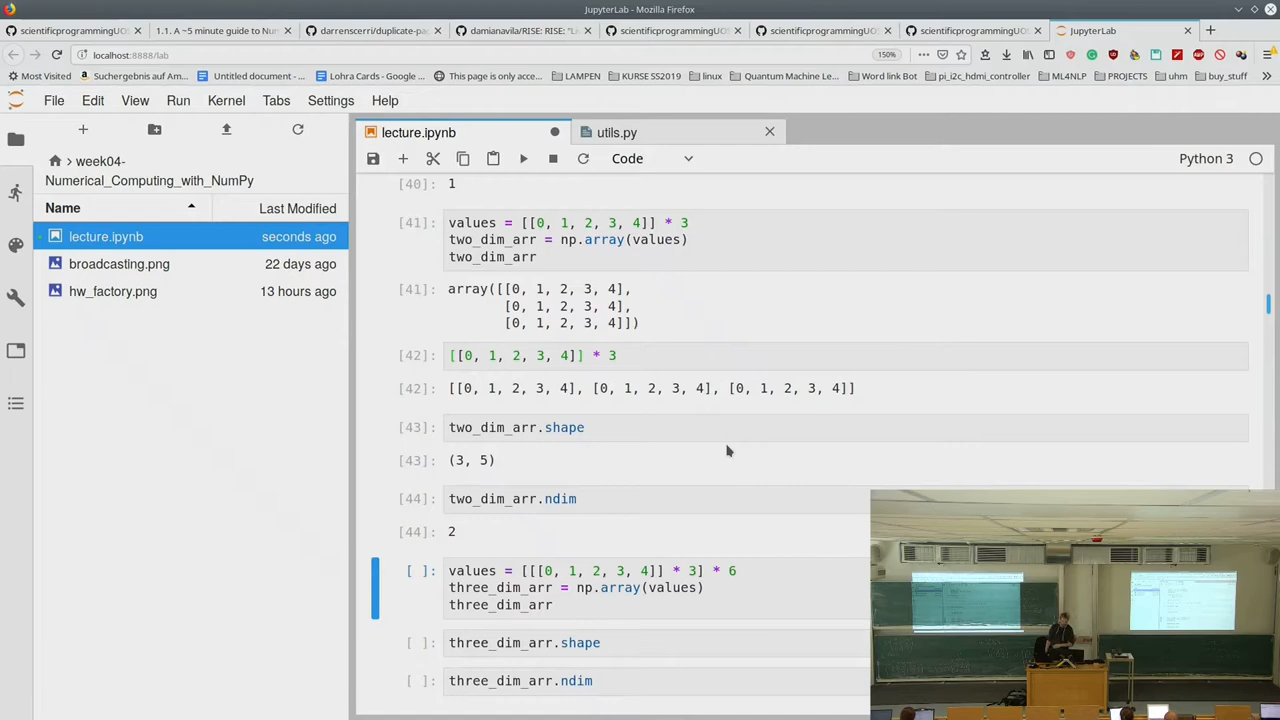 JupyterLab - Mozilla Firefox
scientificprogrammingUOS
1.1. A ~5 minute guide to Num
darrenscerri/duplicate-pa
damianavila/RISE: RISE: "Li
scientificprogrammingUOS
scientificprogrammingUOS
scientificprogrammingUOS
JupyterLab
localhost:8888/lab
150%
Most Visited
Suchergebnis auf Am...
Untitled document - ...
Lohra Cards - Google ...
This page is only acce...
LAMPEN
KURSE SS2019
linux
Quantum Machine Le...
Word link Bot
pi_i2c_hdmi_controller
ML4NLP
PROJECTS
uhm
buy_stuff
File Edit View Run Kernel Tabs Settings Help
lecture.ipynb
utils.py
Code
Python 3
week04-
Numerical_Computing_with_NumPy
Name Last Modified
lecture.ipynb seconds ago
broadcasting.png 22 days ago
hw_factory.png 13 hours ago
[40]: 1
[41]: values = [[0, 1, 2, 3, 4]] * 3
two_dim_arr = np.array(values)
two_dim_arr
[41]: array([[0, 1, 2, 3, 4],
[0, 1, 2, 3, 4],
[0, 1, 2, 3, 4]])
[42]: [[0, 1, 2, 3, 4]] * 3
[42]: [[0, 1, 2, 3, 4], [0, 1, 2, 3, 4], [0, 1, 2, 3, 4]]
[43]: two_dim_arr.shape
[43]: (3, 5)
[44]: two_dim_arr.ndim
[44]: 2
[ ]: values = [[[0, 1, 2, 3, 4]] * 3] * 6
three_dim_arr = np.array(values)
three_dim_arr
[ ]: three_dim_arr.shape
[ ]: three_dim_arr.ndim